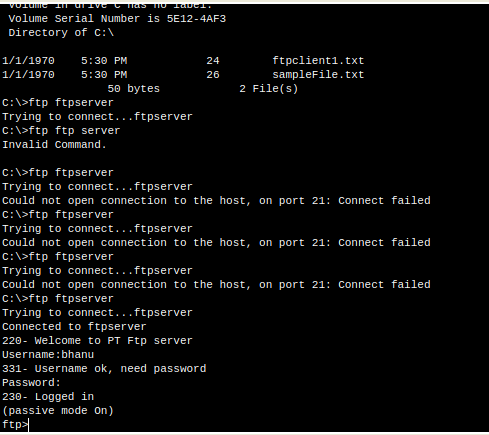 Volume in drive C has no label.
Volume Serial Number is 5E12-4AF3
Directory of C:\
1/1/1970 5:30 PM 24 ftpclient1.txt
1/1/1970 5:30 PM 26 sampleFile.txt
50 bytes 2 File(s)
C:\>ftp ftpserver
Trying to connect...ftpserver
C:\>ftp ftp server
Invalid Command.
C:\>ftp ftpserver
Trying to connect...ftpserver
Could not open connection to the host, on port 21: Connect failed
C:\>ftp ftpserver
Trying to connect...ftpserver
Could not open connection to the host, on port 21: Connect failed
C:\>ftp ftpserver
Trying to connect...ftpserver
Could not open connection to the host, on port 21: Connect failed
C:\>ftp ftpserver
Trying to connect...ftpserver
Connected to ftpserver
220- Welcome to PT Ftp server
Username:bhanu
331- Username ok, need password
Password:
230- Logged in
(passive mode On)
ftp>